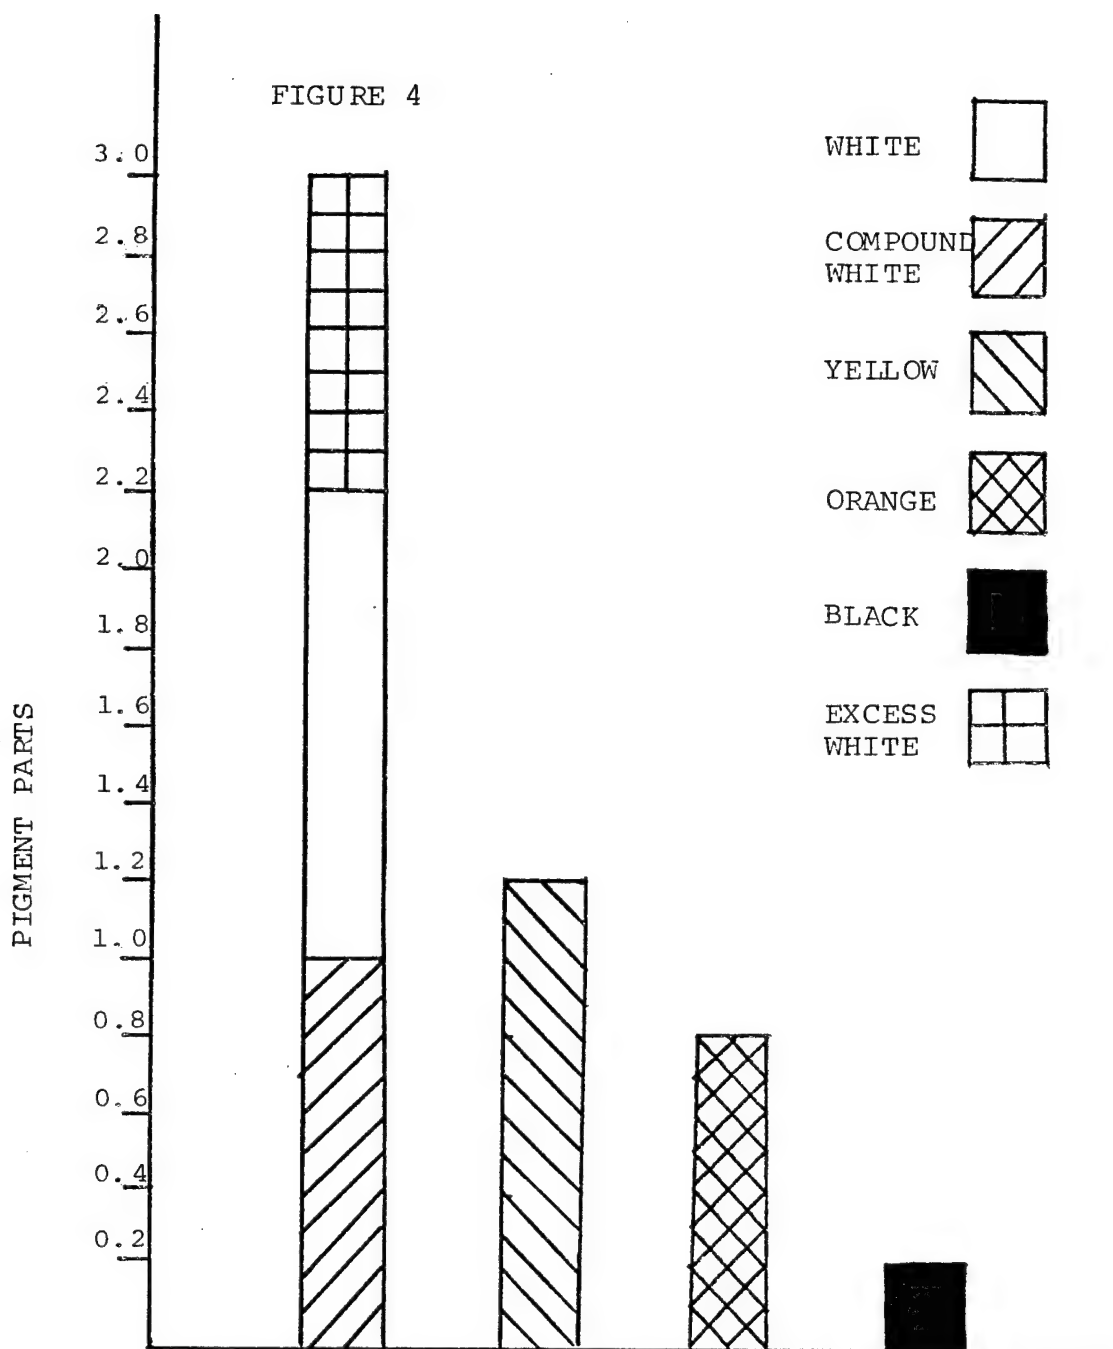 FIGURE 4
3.0
2.8
2.6
2.4
2.2
2.0
1.8
1.6
1.4
1.2
1.0
0.8
0.6
0.4
0.2
PIGMENT PARTS
WHITE
COMPOUND
WHITE
YELLOW
ORANGE
BLACK
EXCESS
WHITE